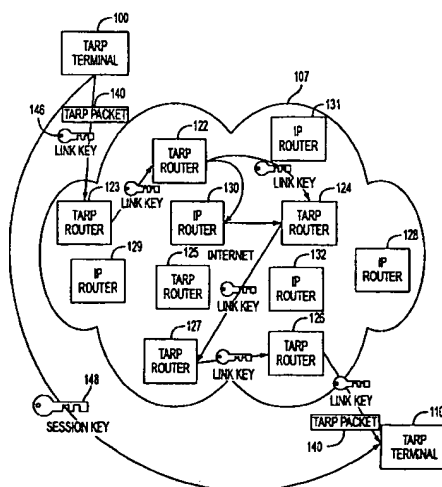 100
TARP
TERMINAL
140
TARP PACKET
146
LINK KEY
107
131
IP
ROUTER
122
TARP
ROUTER
LINK KEY
123
TARP
ROUTER
LINK
KEY
130
IP
ROUTER
124
TARP
ROUTER
INTERNET
129
IP
ROUTER
125
TARP
ROUTER
132
IP
ROUTER
128
IP
ROUTER
LINK
KEY
127
TARP
ROUTER
LINK KEY
126
TARP
ROUTER
LINK
KEY
148
SESSION KEY
TARP PACKET
140
110
TARP
TERMINAL